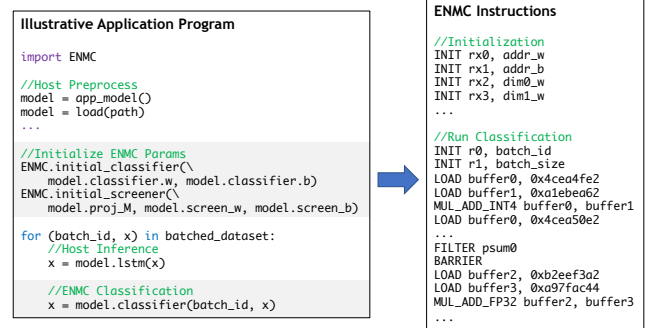 Illustrative Application Program
import ENMC
//Host Preprocess
model = app_model()
model = load(path)
...
//Initialize ENMC Params
ENMC.initial_classifier(\
    model.classifier.w, model.classifier.b)
ENMC.initial_screener(\
    model.proj_M, model.screen_w, model.screen_b)
for (batch_id, x) in batched_dataset:
    //Host Inference
    x = model.lstm(x)
    //ENMC Classification
    x = model.classifier(batch_id, x)
ENMC Instructions
//Initialization
INIT rx0, addr_w
INIT rx1, addr_b
INIT rx2, dim0_w
INIT rx3, dim1_w
...
//Run Classification
INIT r0, batch_id
INIT r1, batch_size
LOAD buffer0, 0x4cea4fe2
LOAD buffer1, 0xa1ebea62
MUL_ADD_INT4 buffer0, buffer1
LOAD buffer0, 0x4cea50e2
...
FILTER psum0
BARRIER
LOAD buffer2, 0xb2eef3a2
LOAD buffer3, 0xa97fac44
MUL_ADD_FP32 buffer2, buffer3
...